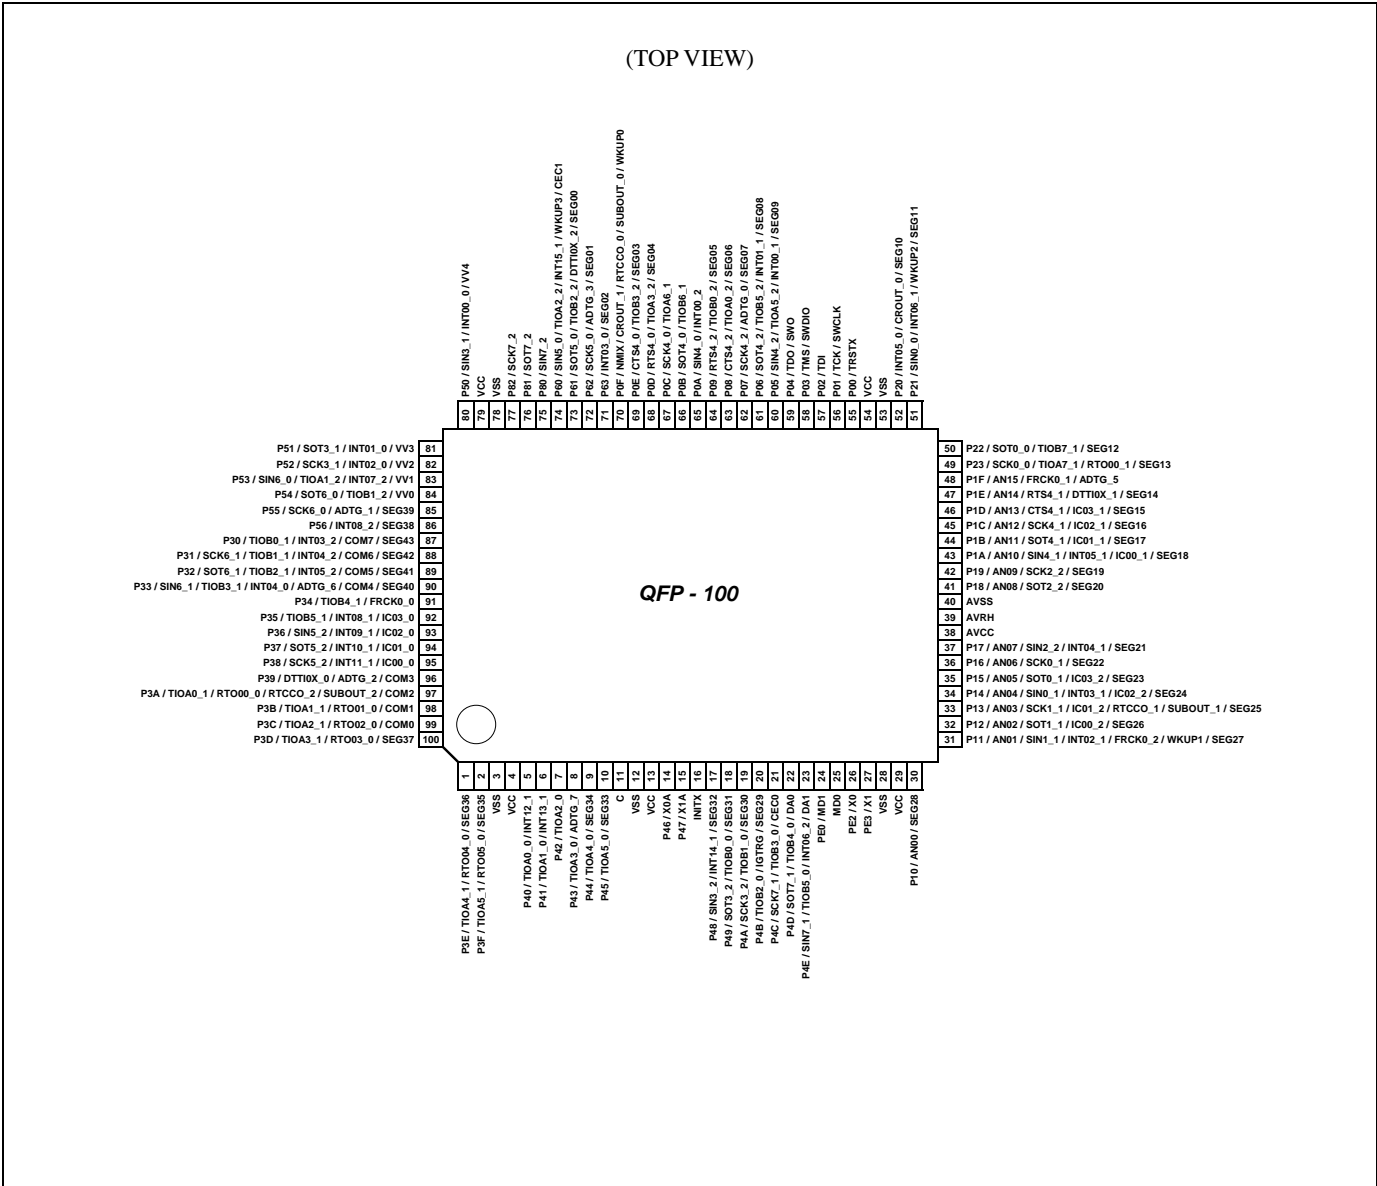 (TOP VIEW)
P50 / SIN3_1 / INT00_0 / VV4
VCC
VSS
P82 / SCK7_2
P81 / SOT7_2
P80 / SIN7_2
P60 / SIN5_0 / TIOA2_2 / INT15_1 / WKUP3 / CEC1
P61 / SOT5_0 / TIOB2_2 / DTTI0X_2 / SEG00
P62 / SCK5_0 / ADTG_3 / SEG01
P63 / INT03_0 / SEG02
P0F / NMIX / CROUT_1 / RTCCO_0 / SUBOUT_0 / WKUP0
P0E / CTS4_0 / TIOB3_2 / SEG03
P0D / RTS4_0 / TIOA3_2 / SEG04
P0C / SCK4_0 / TIOA6_1
P0B / SOT4_0 / TIOB6_1
P0A / SIN4_0 / INT00_2
P09 / RTS4_2 / TIOB0_2 / SEG05
P08 / CTS4_2 / TIOA0_2 / SEG06
P07 / SCK4_2 / ADTG_0 / SEG07
P06 / SOT4_2 / TIOB5_2 / INT01_1 / SEG08
P05 / SIN4_2 / TIOA5_2 / INT00_1 / SEG09
P04 / TDO / SWO
P03 / TMS / SWDIO
P02 / TDI
P01 / TCK / SWCLK
P00 / TRSTX
VCC
VSS
P20 / INT05_0 / CROUT_0 / SEG10
P21 / SIN0_0 / INT06_1 / WKUP2 / SEG11
80 79 78 77 76 75 74 73 72 71 70 69 68 67 66 65 64 63 62 61 60 59 58 57 56 55 54 53 52 51
P51 / SOT3_1 / INT01_0 / VV3 81
P52 / SCK3_1 / INT02_0 / VV2 82
P53 / SIN6_0 / TIOA1_2 / INT07_2 / VV1 83
P54 / SOT6_0 / TIOB1_2 / VV0 84
P55 / SCK6_0 / ADTG_1 / SEG39 85
P56 / INT08_2 / SEG38 86
P30 / TIOB0_1 / INT03_2 / COM7 / SEG43 87
P31 / SCK6_1 / TIOB1_1 / INT04_2 / COM6 / SEG42 88
P32 / SOT6_1 / TIOB2_1 / INT05_2 / COM5 / SEG41 89
P33 / SIN6_1 / TIOB3_1 / INT04_0 / ADTG_6 / COM4 / SEG40 90
P34 / TIOB4_1 / FRCK0_0 91
P35 / TIOB5_1 / INT08_1 / IC03_0 92
P36 / SIN5_2 / INT09_1 / IC02_0 93
P37 / SOT5_2 / INT10_1 / IC01_0 94
P38 / SCK5_2 / INT11_1 / IC00_0 95
P39 / DTTI0X_0 / ADTG_2 / COM3 96
P3A / TIOA0_1 / RTO00_0 / RTCCO_2 / SUBOUT_2 / COM2 97
P3B / TIOA1_1 / RTO01_0 / COM1 98
P3C / TIOA2_1 / RTO02_0 / COM0 99
P3D / TIOA3_1 / RTO03_0 / SEG37 100
QFP - 100
50 P22 / SOT0_0 / TIOB7_1 / SEG12
49 P23 / SCK0_0 / TIOA7_1 / RTO00_1 / SEG13
48 P1F / AN15 / FRCK0_1 / ADTG_5
47 P1E / AN14 / RTS4_1 / DTTI0X_1 / SEG14
46 P1D / AN13 / CTS4_1 / IC03_1 / SEG15
45 P1C / AN12 / SCK4_1 / IC02_1 / SEG16
44 P1B / AN11 / SOT4_1 / IC01_1 / SEG17
43 P1A / AN10 / SIN4_1 / INT05_1 / IC00_1 / SEG18
42 P19 / AN09 / SCK2_2 / SEG19
41 P18 / AN08 / SOT2_2 / SEG20
40 AVSS
39 AVRH
38 AVCC
37 P17 / AN07 / SIN2_2 / INT04_1 / SEG21
36 P16 / AN06 / SCK0_1 / SEG22
35 P15 / AN05 / SOT0_1 / IC03_2 / SEG23
34 P14 / AN04 / SIN0_1 / INT03_1 / IC02_2 / SEG24
33 P13 / AN03 / SCK1_1 / IC01_2 / RTCCO_1 / SUBOUT_1 / SEG25
32 P12 / AN02 / SOT1_1 / IC00_2 / SEG26
31 P11 / AN01 / SIN1_1 / INT02_1 / FRCK0_2 / WKUP1 / SEG27
1 2 3 4 5 6 7 8 9 10 11 12 13 14 15 16 17 18 19 20 21 22 23 24 25 26 27 28 29 30
P3E / TIOA4_1 / RTO04_0 / SEG36
P3F / TIOA5_1 / RTO05_0 / SEG35
VSS
VCC
P40 / TIOA0_0 / INT12_1
P41 / TIOA1_0 / INT13_1
P42 / TIOA2_0
P43 / TIOA3_0 / ADTG_7
P44 / TIOA4_0 / SEG34
P45 / TIOA5_0 / SEG33
C
VSS
VCC
P46 / X0A
P47 / X1A
INITX
P48 / SIN3_2 / INT14_1 / SEG32
P49 / SOT3_2 / TIOB0_0 / SEG31
P4A / SCK3_2 / TIOB1_0 / SEG30
P4B / TIOB2_0 / IGTRG / SEG29
P4C / SCK7_1 / TIOB3_0 / CEC0
P4D / SOT7_1 / TIOB4_0 / DA0
P4E / SIN7_1 / TIOB5_0 / INT06_2 / DA1
PE0 / MD1
MD0
PE2 / X0
PE3 / X1
VSS
VCC
P10 / AN00 / SEG28